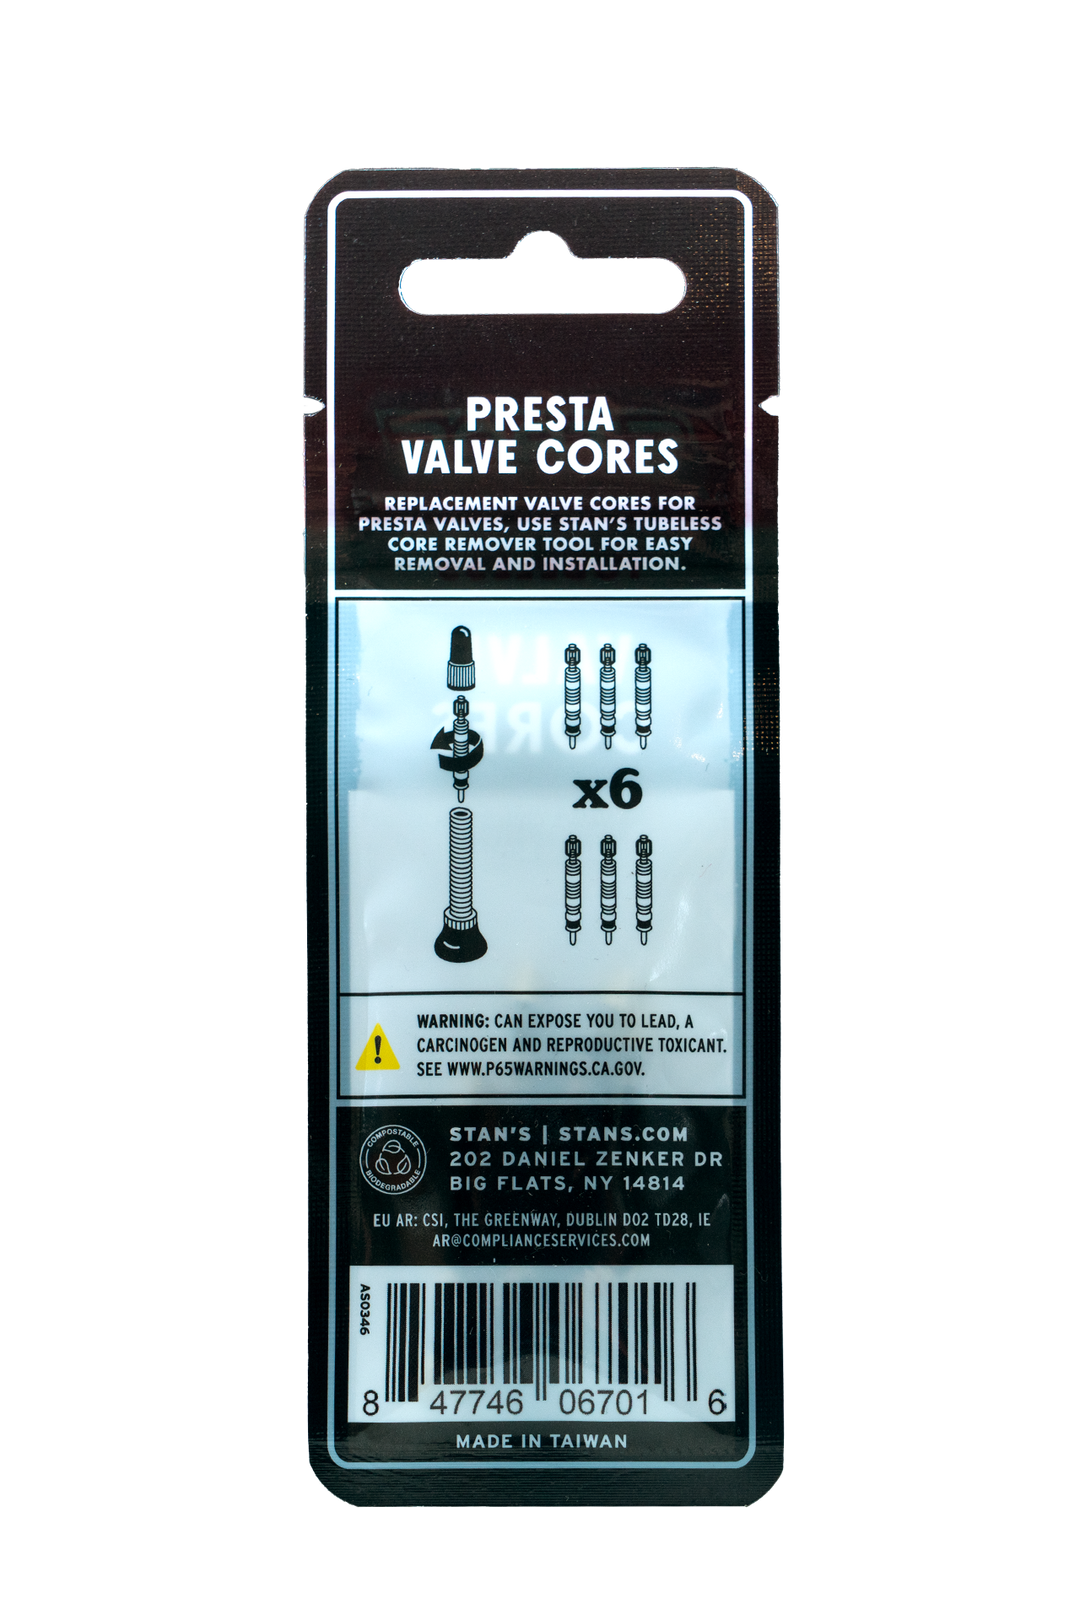 PRESTA
VALVE CORES
REPLACEMENT VALVE CORES FOR
PRESTA VALVES, USE STAN'S TUBELESS
CORE REMOVER TOOL FOR EASY
REMOVAL AND INSTALLATION.
x6
WARNING: CAN EXPOSE YOU TO LEAD, A
CARCINOGEN AND REPRODUCTIVE TOXICANT.
SEE WWW.P65WARNINGS.CA.GOV.
COMPOSTABLE
BIODEGRADABLE
STAN'S | STANS.COM
202 DANIEL ZENKER DR
BIG FLATS, NY 14814
EU AR: CSI, THE GREENWAY, DUBLIN D02 TD28, IE
AR@COMPLIANCESERVICES.COM
AS0346
8 47746 06701 6
MADE IN TAIWAN